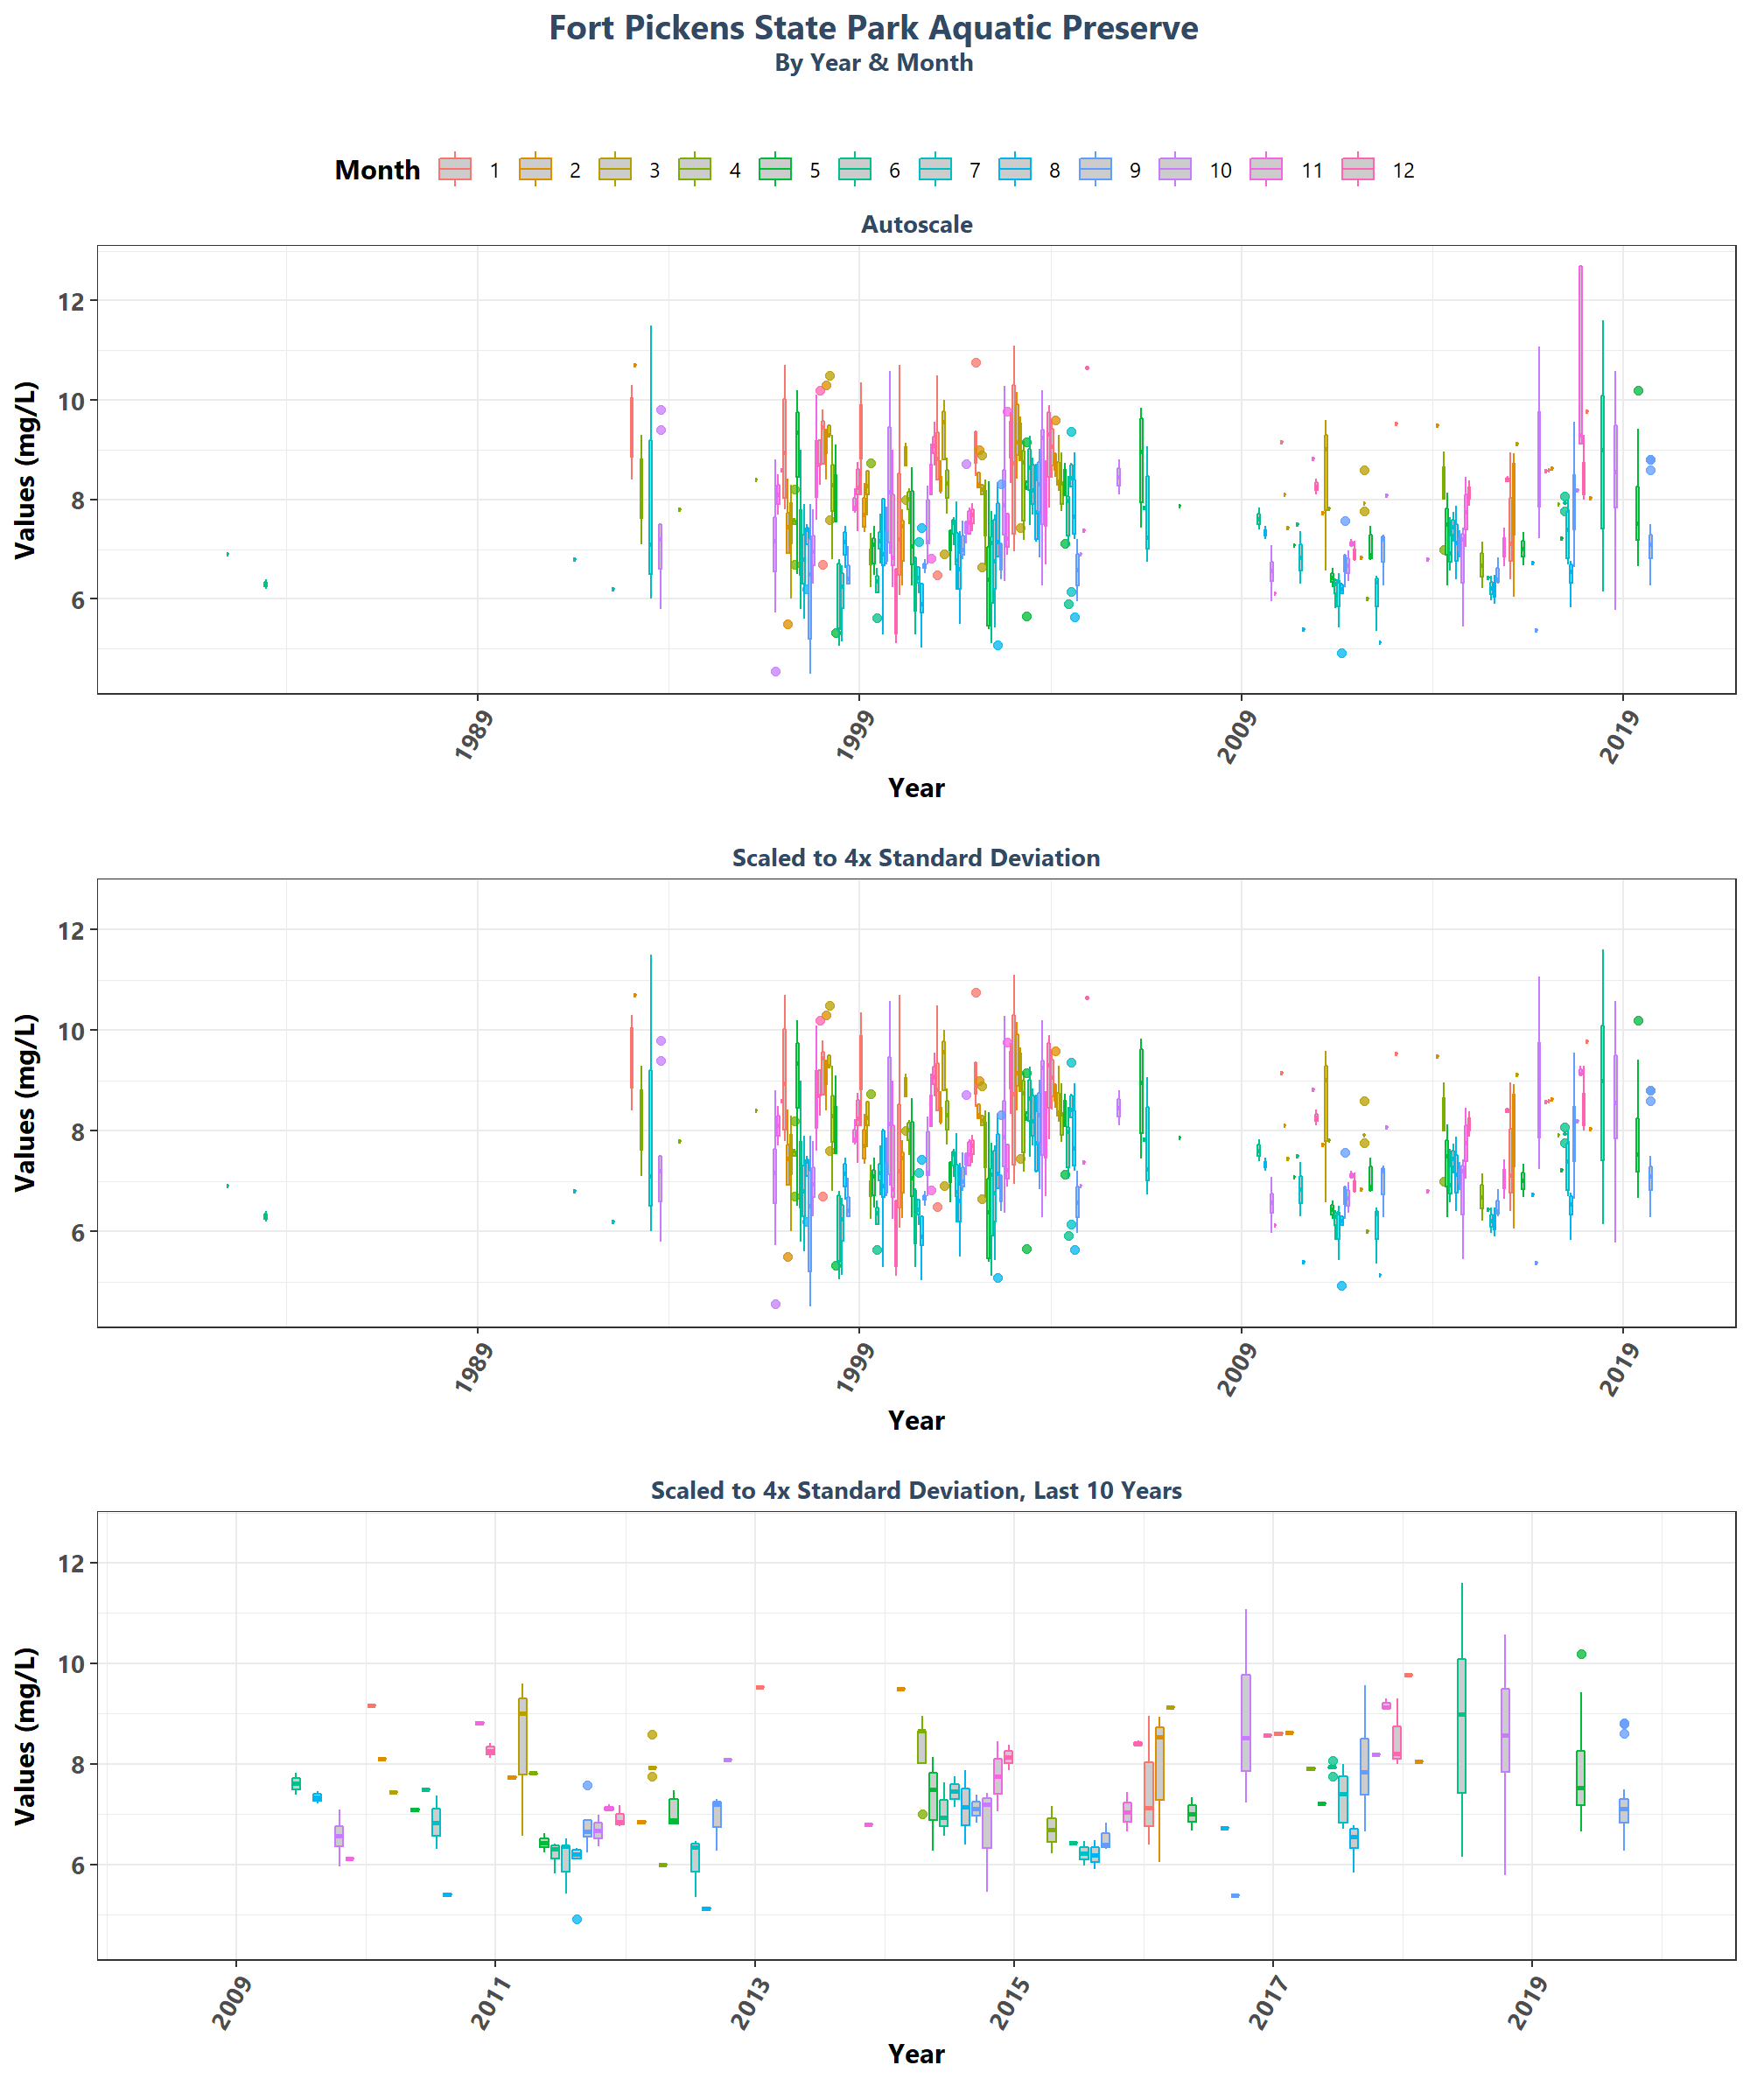 Fort Pickens State Park Aquatic Preserve
By Year & Month
Month 1 2 3 4 5 6 7 8 9 10 11 12
Autoscale
Values (mg/L)
12
10
8
6
1989 1999 2009 2019
Year
Scaled to 4x Standard Deviation
Values (mg/L)
12
10
8
6
1989 1999 2009 2019
Year
Scaled to 4x Standard Deviation, Last 10 Years
Values (mg/L)
12
10
8
6
2009 2011 2013 2015 2017 2019
Year